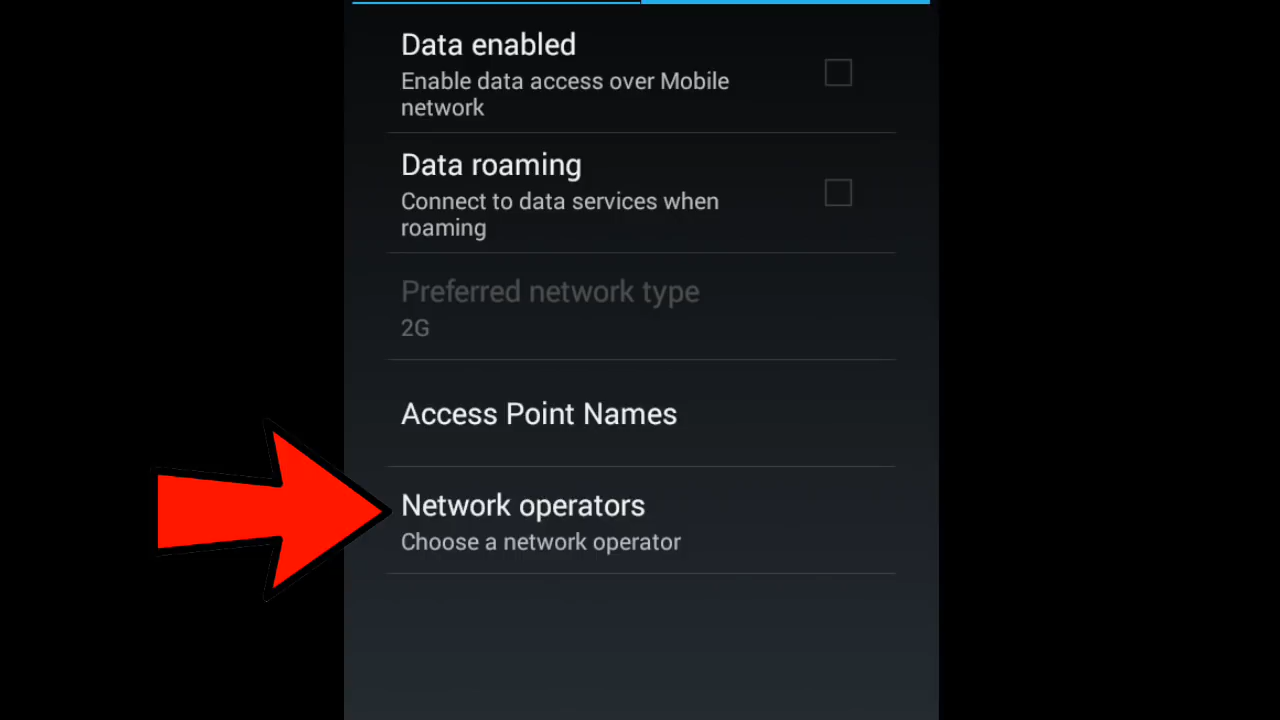 Data enabled
Enable data access over Mobile
network
Data roaming
Connect to data services when
roaming
Preferred network type
2G
Access Point Names
Network operators
Choose a network operator